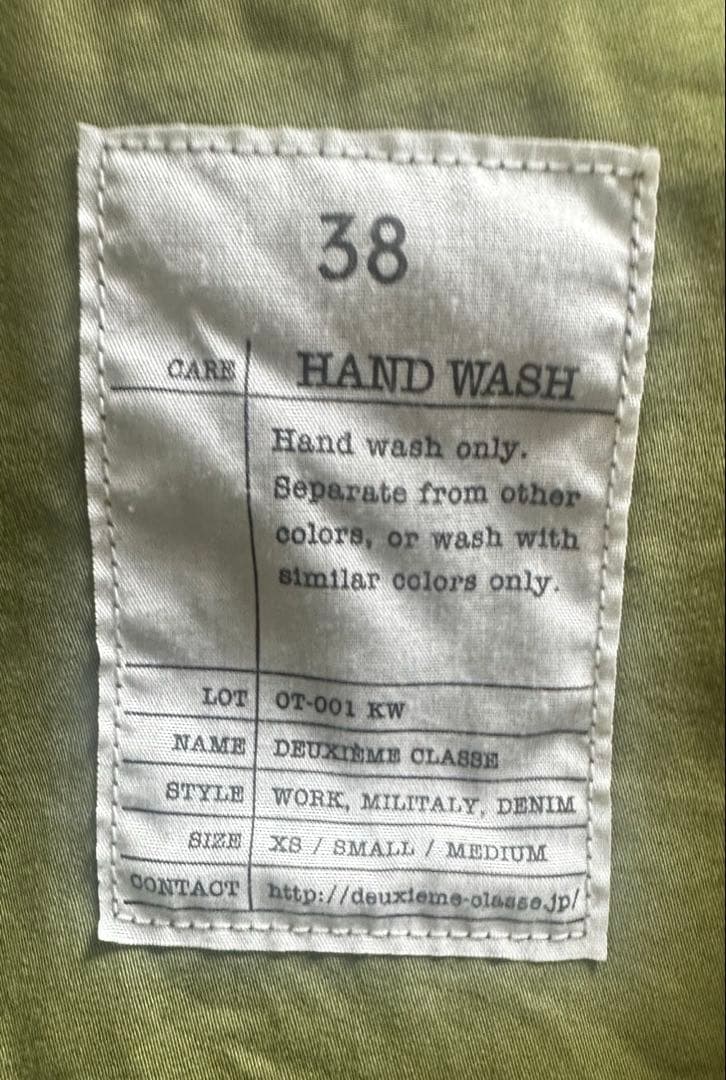 38
CARE HAND WASH
Hand wash only.
Separate from other
colors, or wash with
similar colors only.
LOT OT-001 KW
NAME DEUXIÈME CLASSE
STYLE WORK, MILITALY, DENIM
SIZE XS / SMALL / MEDIUM
CONTACT http://deuxieme-classe.jp/